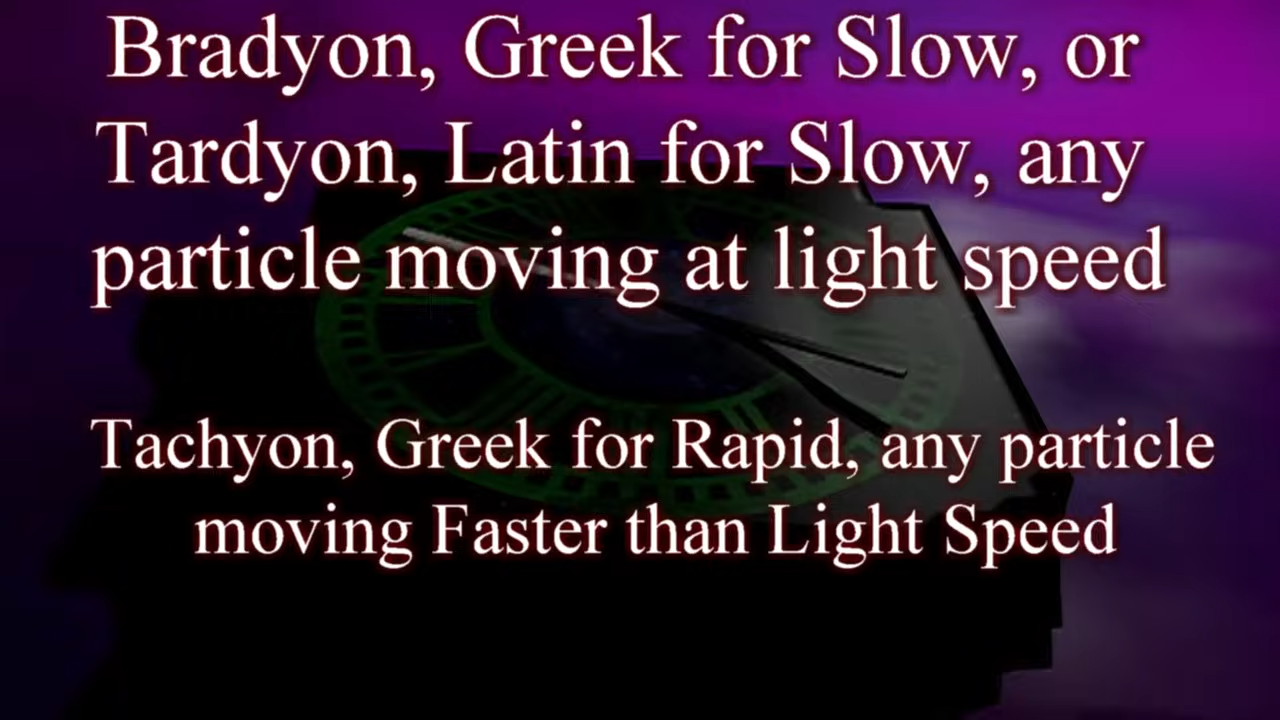 Bradyon, Greek for Slow, or
Tardyon, Latin for Slow, any
particle moving at light speed
Tachyon, Greek for Rapid, any particle
moving Faster than Light Speed